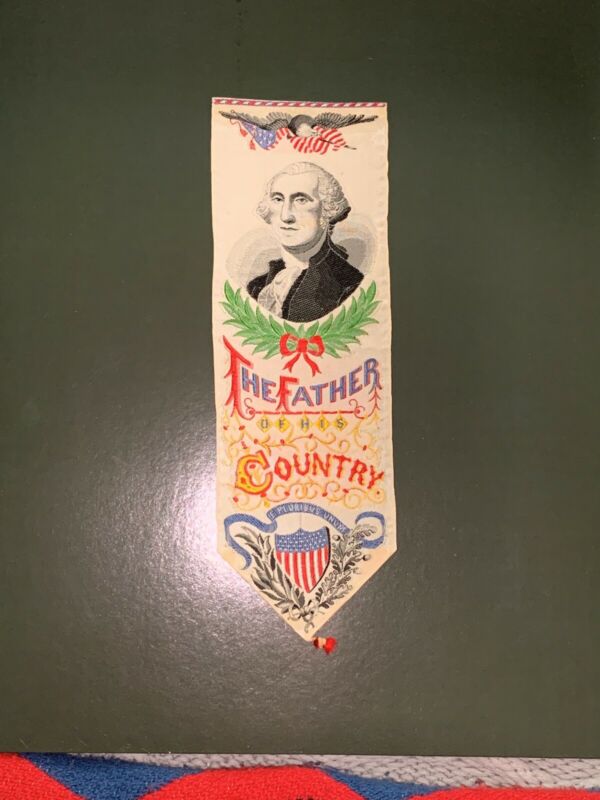 THE FATHER
OF HIS
COUNTRY
E PLURIBUS UNUM